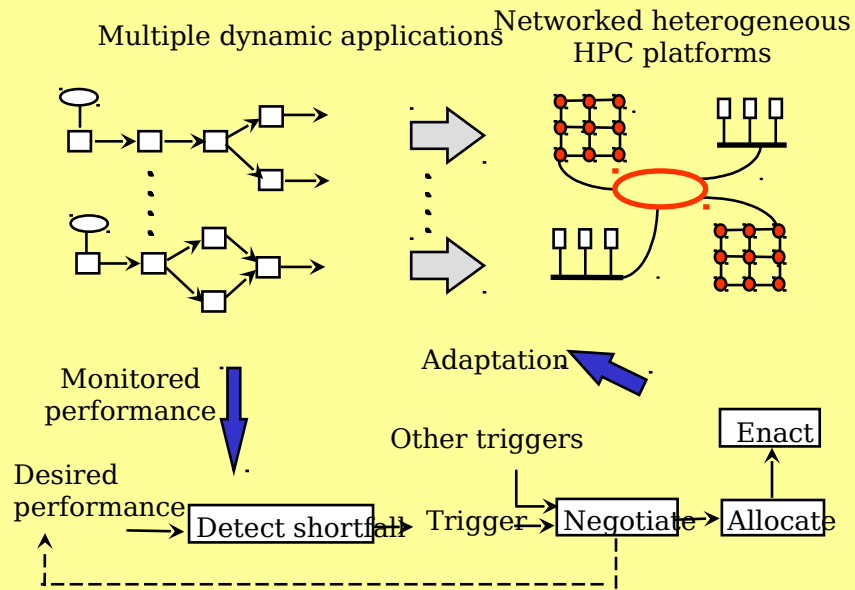 Multiple dynamic applications
Networked heterogeneous
HPC platforms
Monitored
performance
Adaptation
Other triggers
Enact
Desired
performance
Detect shortfall
Trigger
Negotiate
Allocate